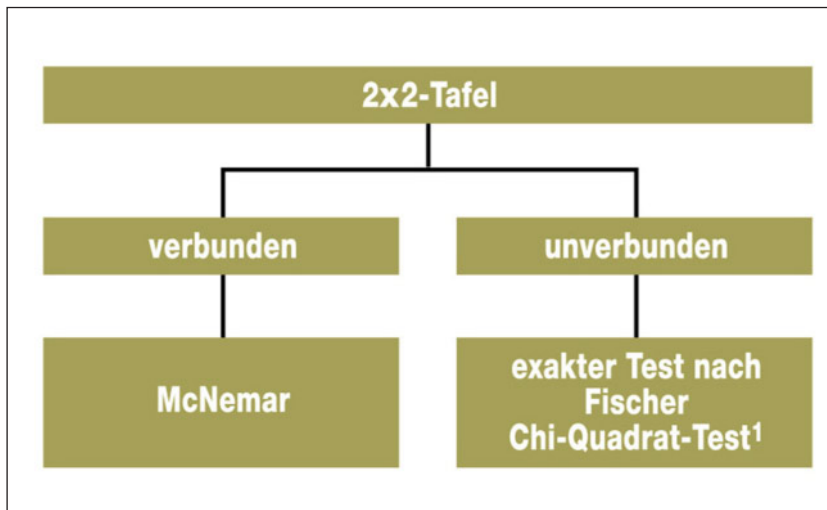 2x2-Tafel
verbunden
unverbunden
McNemar
exakter Test nach
Fischer
Chi-Quadrat-Test¹